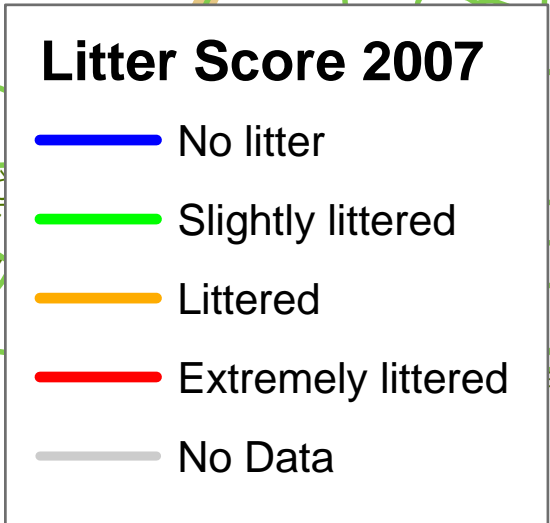 Litter Score 2007
No litter
Slightly littered
Littered
Extremely littered
No Data